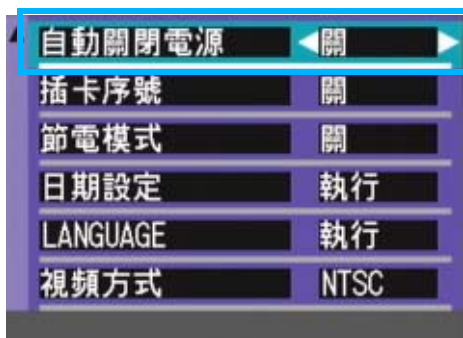 自動關閉電源 關
插卡序號 關
節電模式 關
日期設定 執行
LANGUAGE 執行
視頻方式 NTSC